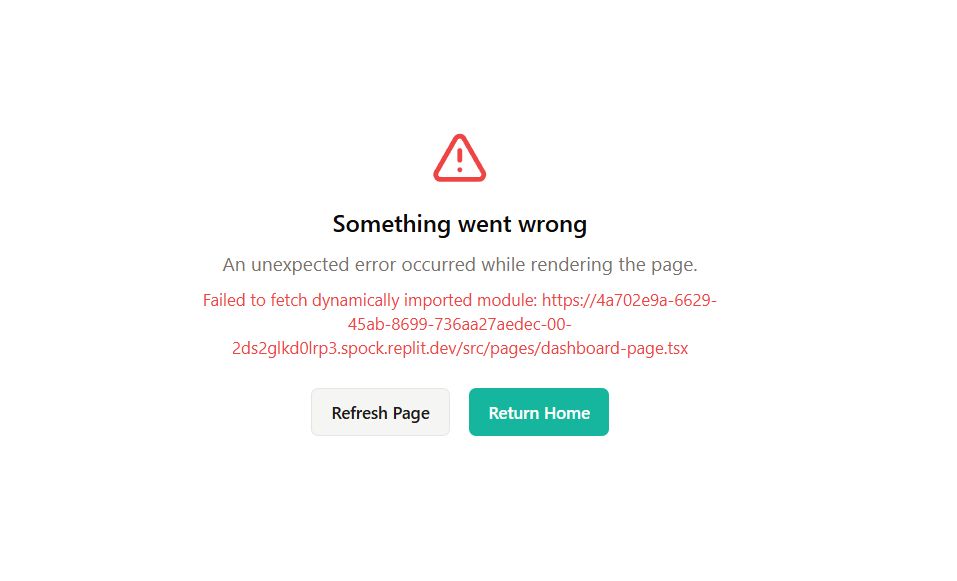 Something went wrong
An unexpected error occurred while rendering the page.
Failed to fetch dynamically imported module: https://4a702e9a-6629-
45ab-8699-736aa27aedec-00-
2ds2glkd0lrp3.spock.replit.dev/src/pages/dashboard-page.tsx
Refresh Page
Return Home